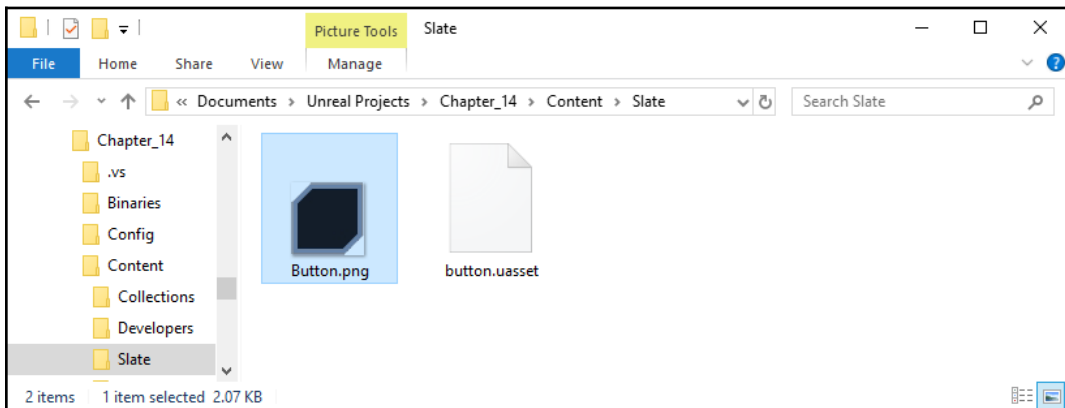 Picture Tools Slate
File Home Share View Manage
« Documents › Unreal Projects › Chapter_14 › Content › Slate Search Slate
Chapter_14
.vs
Binaries
Config
Content
Collections
Developers
Slate
Button.png button.uasset
2 items 1 item selected 2.07 KB